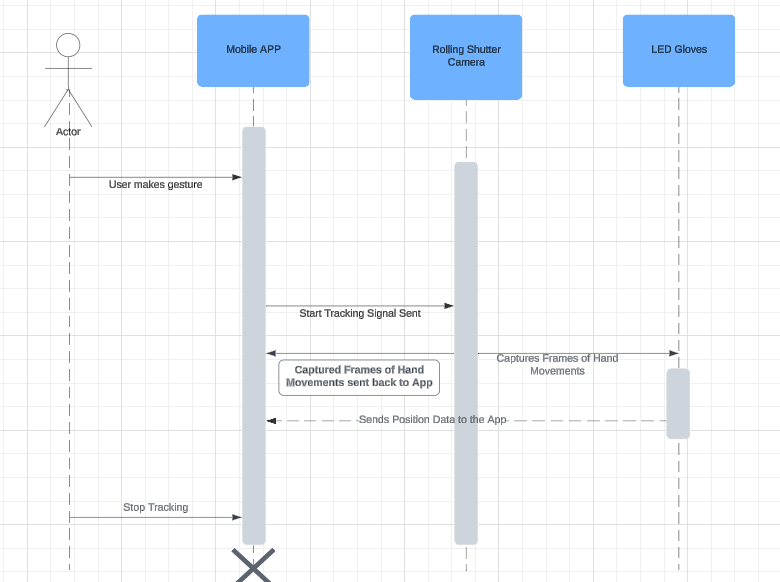 Mobile APP
Rolling Shutter
Camera
LED Gloves
Actor
User makes gesture
Start Tracking Signal Sent
Captures Frames of Hand
Movements
Captured Frames of Hand
Movements sent back to App
Sends Position Data to the App
Stop Tracking